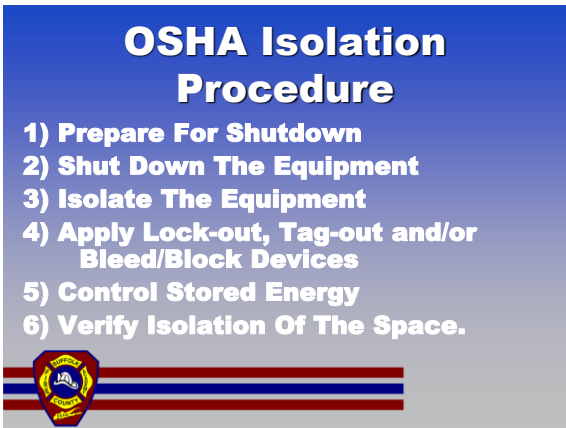 OSHA Isolation
Procedure
1) Prepare For Shutdown
2) Shut Down The Equipment
3) Isolate The Equipment
4) Apply Lock-out, Tag-out and/or
Bleed/Block Devices
5) Control Stored Energy
6) Verify Isolation Of The Space.
SUFFOLK
COUNTY